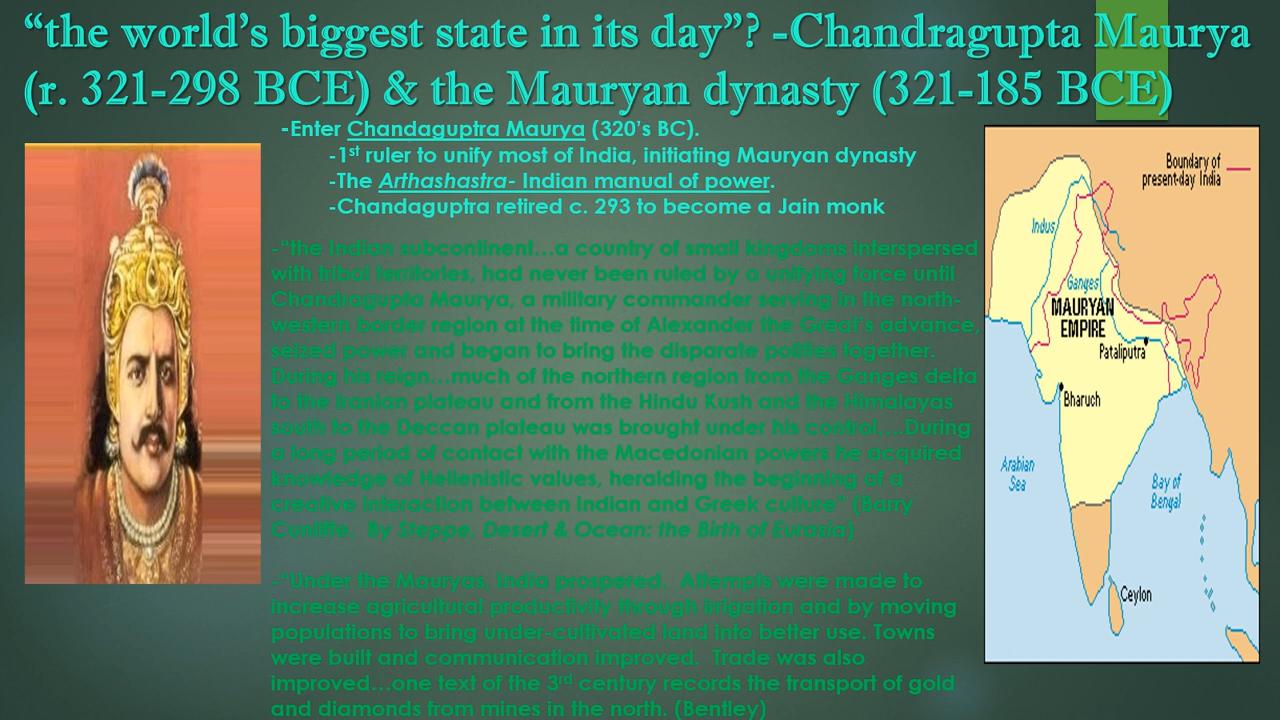 “the world’s biggest state in its day”? -Chandragupta Maurya
(r. 321-298 BCE) & the Mauryan dynasty (321-185 BCE)
-Enter Chandaguptra Maurya (320’s BC).
-1st ruler to unify most of India, initiating Mauryan dynasty
-The Arthashastra- Indian manual of power.
-Chandaguptra retired c. 293 to become a Jain monk
-“the Indian subcontinent…a country of small kingdoms interspersed
with tribal territories, had never been ruled by a unifying force until
Chandragupta Maurya, a military commander serving in the north-
western border region at the time of Alexander the Great’s advance,
seized power and began to bring the disparate polities together.
During his reign…much of the northern region from the Ganges delta
to the Iranian plateau and from the Hindu Kush and the Himalayas
south to the Deccan plateau was brought under his control….During
a long period of contact with the Macedonian powers he acquired
knowledge of Hellenistic values, heralding the beginning of a
creative interaction between Indian and Greek culture” (Barry
Cunliffe. By Steppe, Desert & Ocean: the Birth of Eurasia)
-“Under the Mauryas, India prospered. Attempts were made to
increase agricultural productivity through irrigation and by moving
populations to bring under-cultivated land into better use. Towns
were built and communication improved. Trade was also
improved…one text of the 3rd century records the transport of gold
and diamonds from mines in the north. (Bentley)
Boundary of
present-day India
Indus
Ganges
MAURYAN
EMPIRE
Pataliputra
Bharuch
Arabian
Sea
Bay of
Bengal
Ceylon